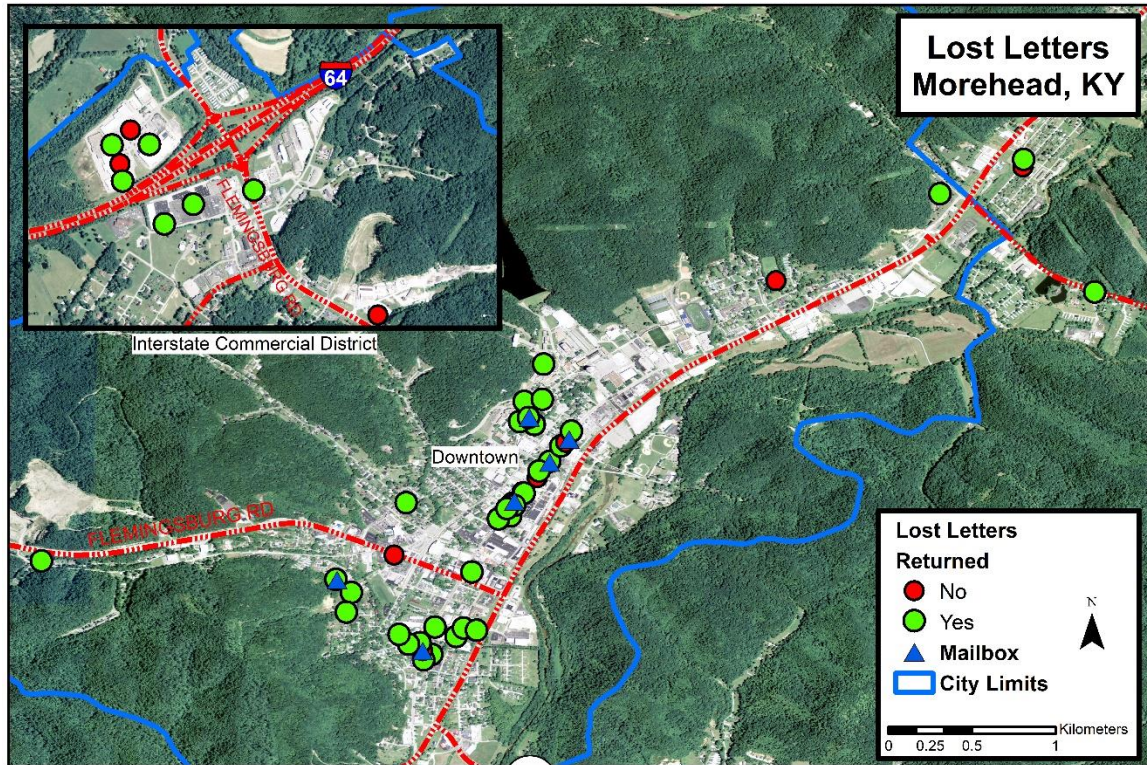 Lost Letters
Morehead, KY
64
FLEMINGSBURG RD
Interstate Commercial District
Downtown
FLEMINGSBURG RD
Lost Letters
Returned
No
Yes
Mailbox
City Limits
N
Kilometers
0 0.25 0.5 1